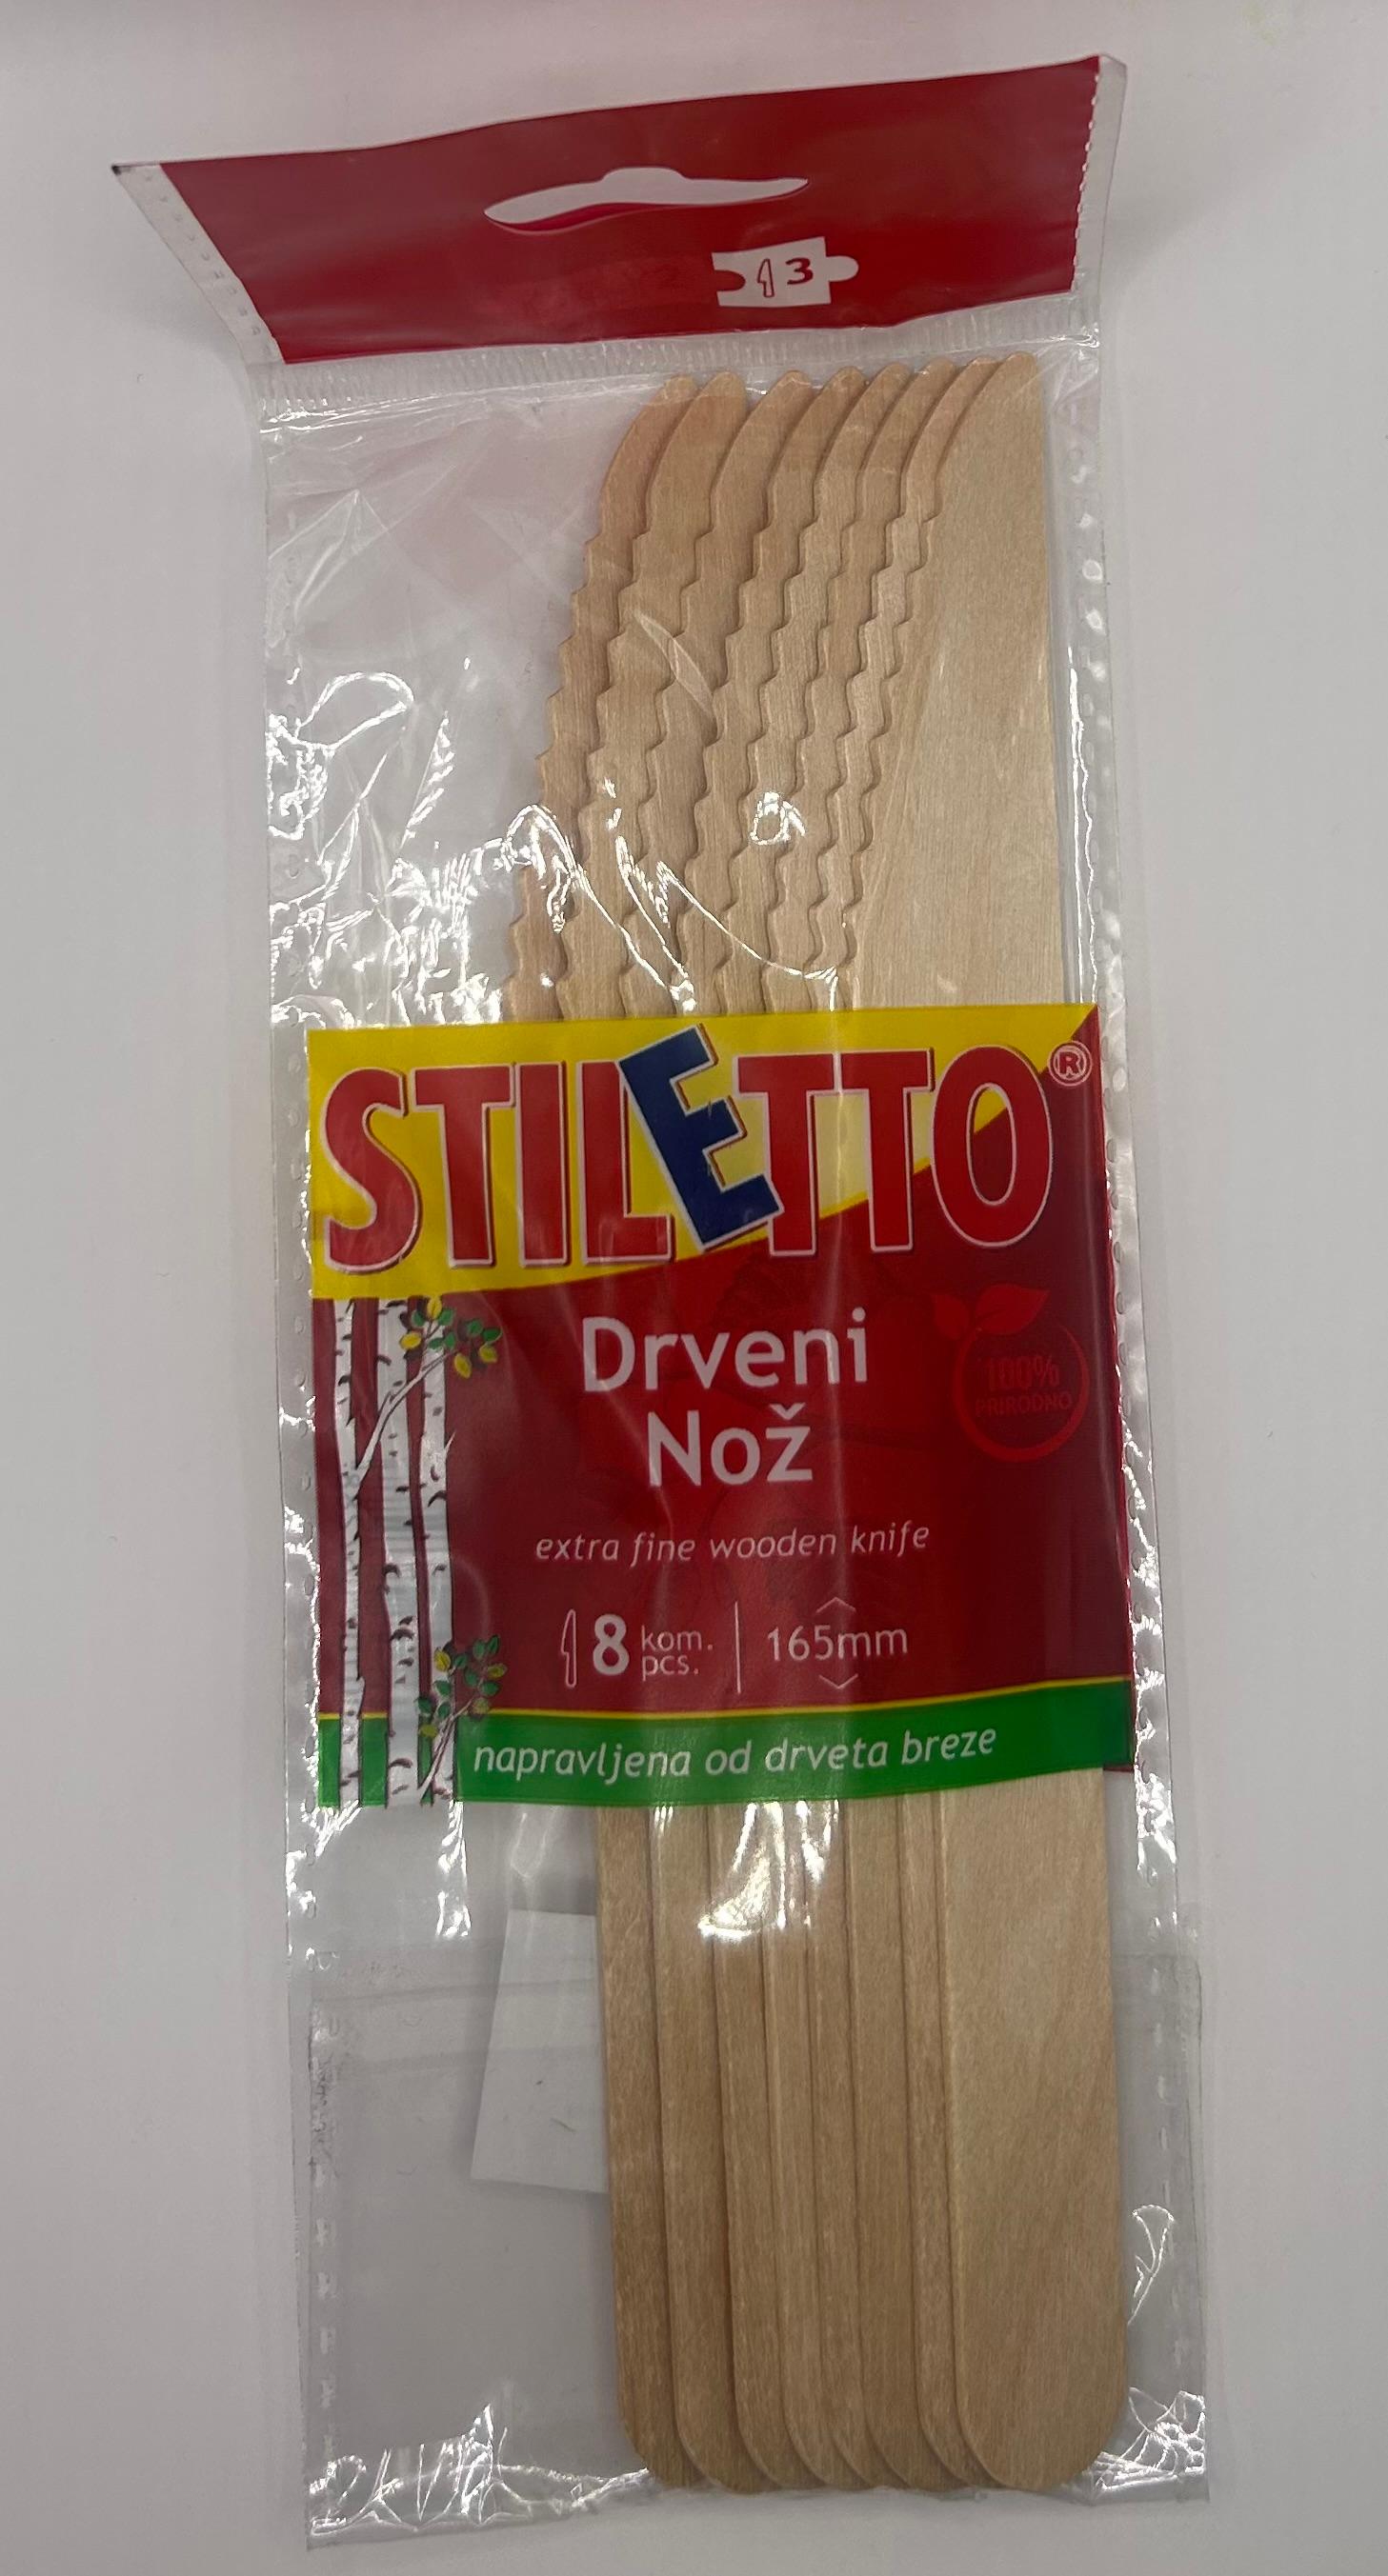 3
STILETTO®
Drveni
Nož
100%
PRIRODNO
extra fine wooden knife
8 kom.
pcs.
165mm
napravljena od drveta breze